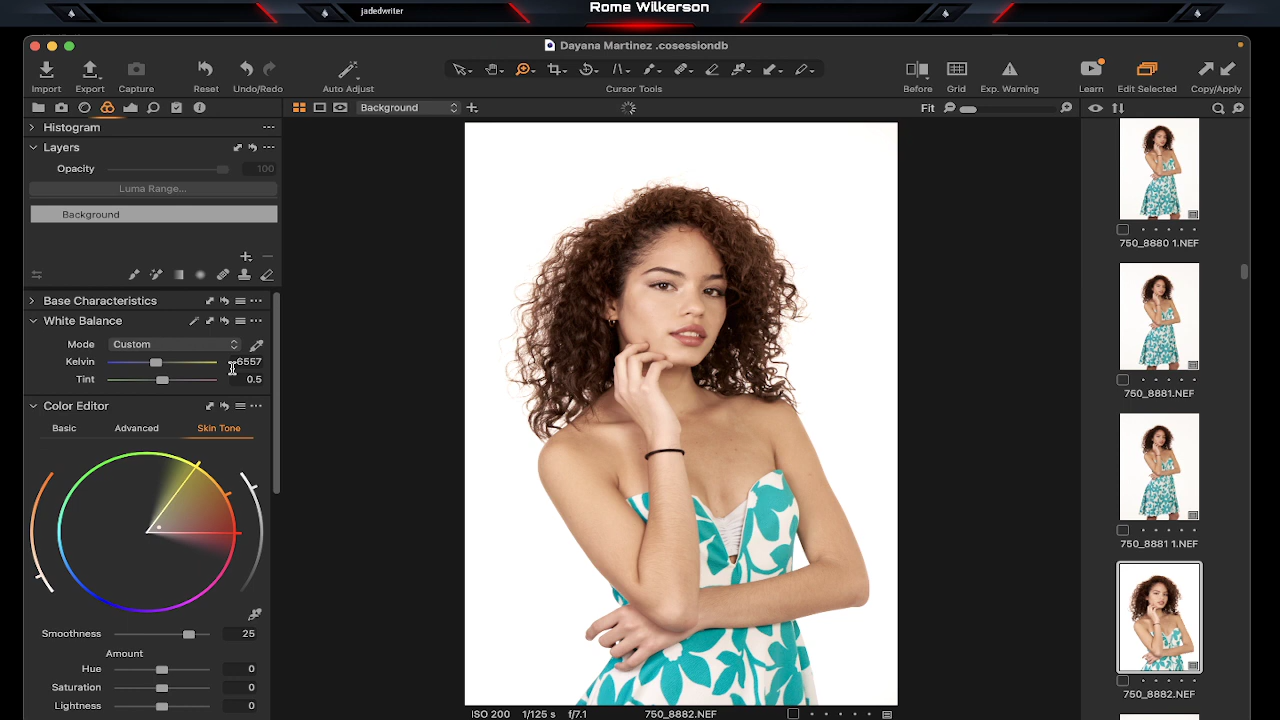 jadedwriter
Rome Wilkerson
Dayana Martinez .cosessiondb
Import Export Capture Reset Undo/Redo Auto Adjust Cursor Tools Before Grid Exp. Warning Learn Edit Selected Copy/Apply
Background
Fit
Histogram
Layers
Opacity 100
Luma Range...
Background
Base Characteristics
White Balance
Mode Custom
Kelvin 6557
Tint 0.5
Color Editor
Basic Advanced Skin Tone
Smoothness 25
Amount
Hue 0
Saturation 0
Lightness 0
ISO 200 1/125 s f/7.1 750_8882.NEF
750_8880 1.NEF
750_8881.NEF
750_8881 1.NEF
750_8882.NEF